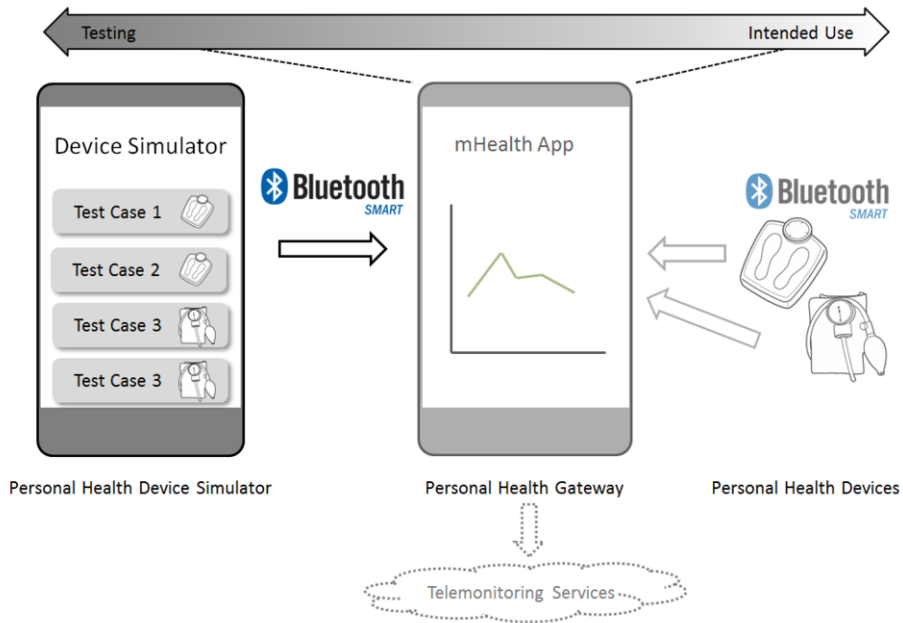 Testing
Intended Use
Device Simulator
Test Case 1
Test Case 2
Test Case 3
Test Case 3
Bluetooth
SMART
mHealth App
Bluetooth
SMART
Personal Health Device Simulator
Personal Health Gateway
Personal Health Devices
Telemonitoring Services